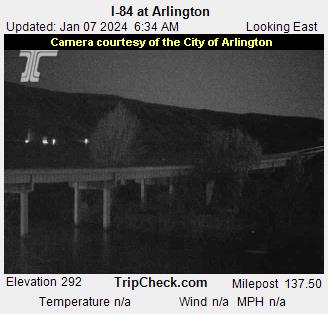 I-84 at Arlington
Updated: Jan 07 2024 6:34 AM Looking East
Camera courtesy of the City of Arlington
Elevation 292 TripCheck.com Milepost 137.50
Temperature n/a Wind n/a MPH n/a